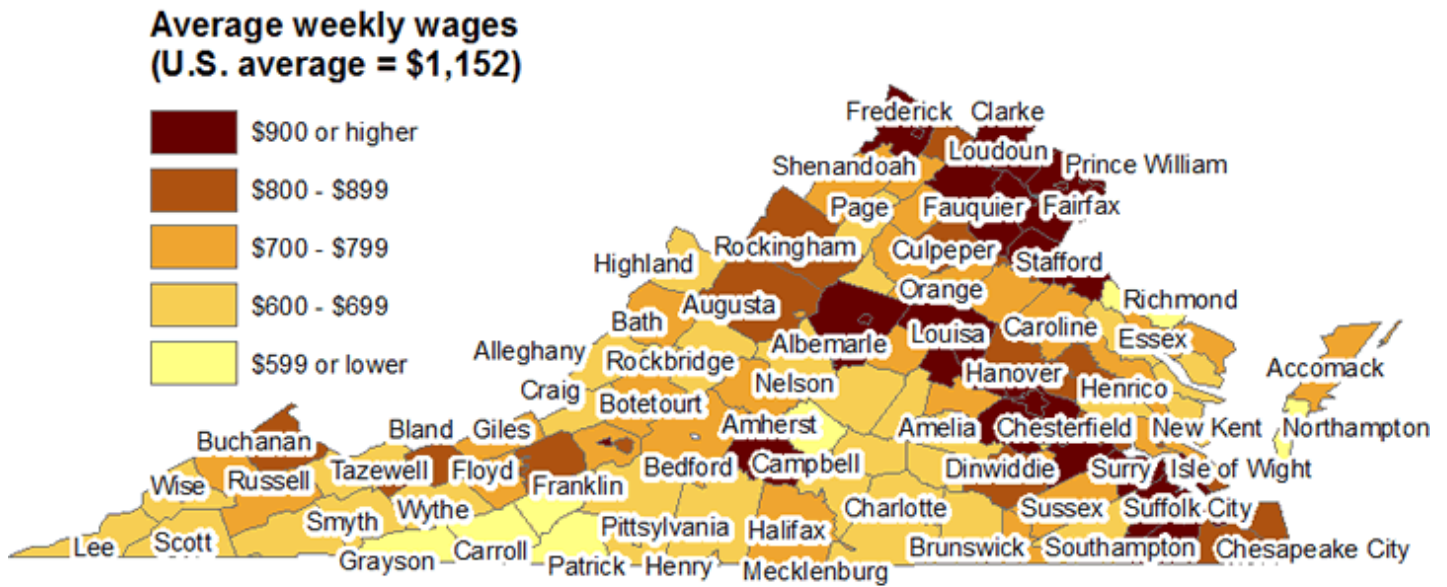 Average weekly wages
(U.S. average = $1,152)
$900 or higher
$800 - $899
$700 - $799
$600 - $699
$599 or lower
Frederick
Clarke
Loudoun
Prince William
Shenandoah
Page
Fauquier
Fairfax
Rockingham
Culpeper
Highland
Stafford
Orange
Richmond
Augusta
Bath
Louisa
Caroline
Essex
Albemarle
Alleghany
Rockbridge
Hanover
Accomack
Nelson
Henrico
Craig
Botetourt
Amherst
Amelia
Chesterfield
New Kent
Northampton
Buchanan
Bland
Giles
Tazewell
Floyd
Bedford
Campbell
Dinwiddie
Surry
Isle of Wight
Wise
Russell
Franklin
Wythe
Charlotte
Sussex
Suffolk City
Smyth
Pittsylvania
Halifax
Lee
Scott
Grayson
Carroll
Patrick
Henry
Mecklenburg
Brunswick
Southampton
Chesapeake City